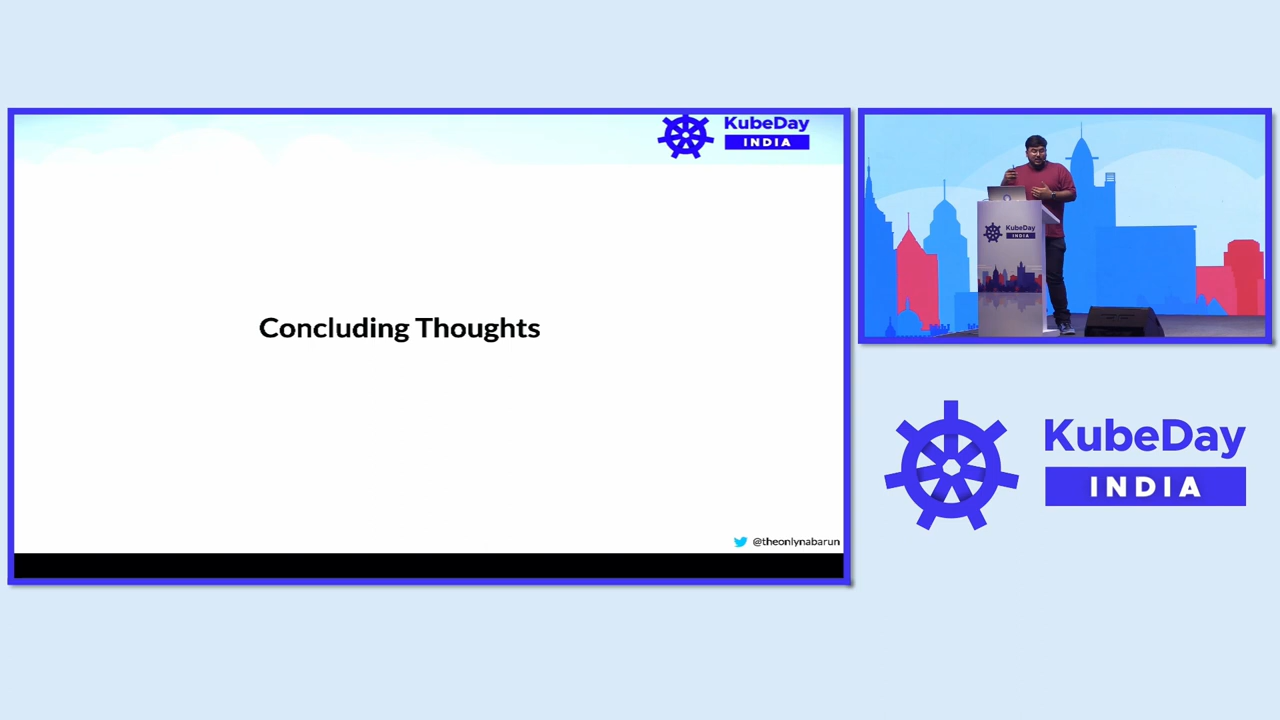 KubeDay
INDIA
Concluding Thoughts
@theonlynabarun
KubeDay
INDIA
KubeDay
INDIA